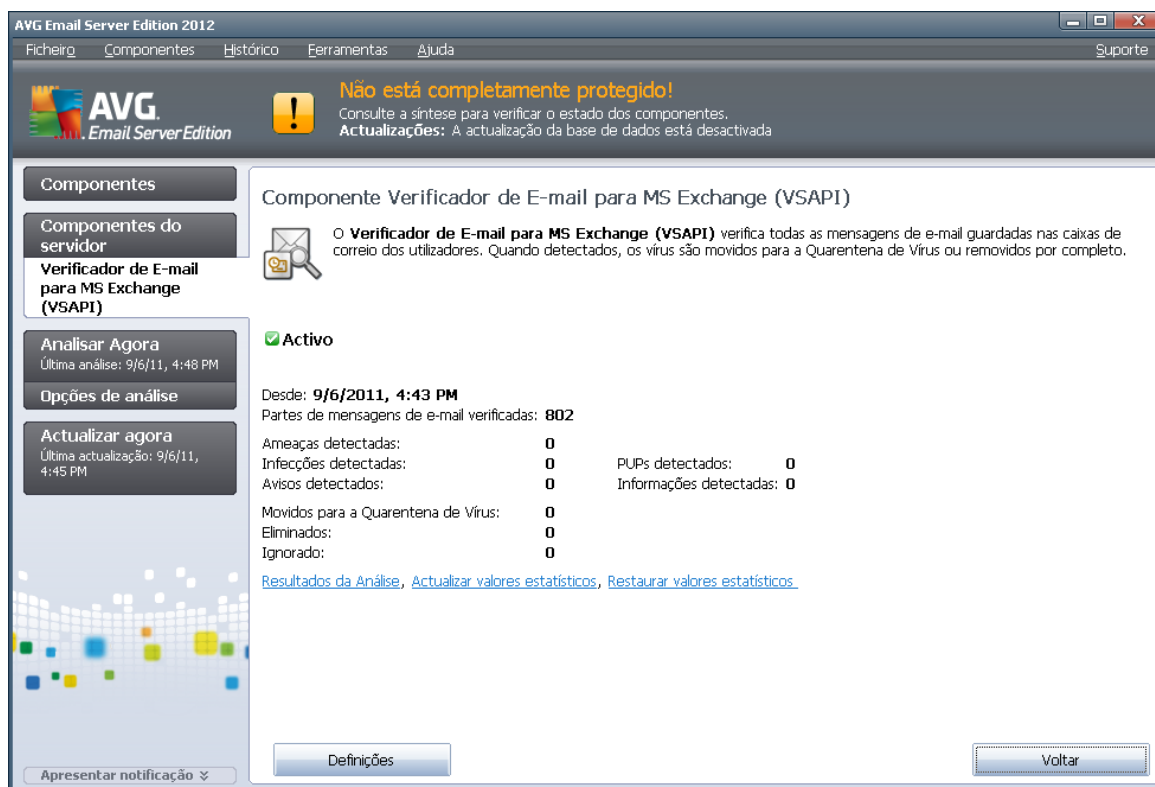 AVG Email Server Edition 2012
Ficheiro Componentes Histórico Ferramentas Ajuda Suporte
AVG.
Email Server Edition
Não está completamente protegido!
Consulte a síntese para verificar o estado dos componentes.
Actualizações: A actualização da base de dados está desactivada
Componentes
Componentes do
servidor
Verificador de E-mail
para MS Exchange
(VSAPI)
Analisar Agora
Última análise: 9/6/11, 4:48 PM
Opções de análise
Actualizar agora
Última actualização: 9/6/11,
4:45 PM
Apresentar notificação
Componente Verificador de E-mail para MS Exchange (VSAPI)
O Verificador de E-mail para MS Exchange (VSAPI) verifica todas as mensagens de e-mail guardadas nas caixas de
correio dos utilizadores. Quando detectados, os vírus são movidos para a Quarentena de Vírus ou removidos por completo.
Activo
Desde: 9/6/2011, 4:43 PM
Partes de mensagens de e-mail verificadas: 802
Ameaças detectadas: 0
Infecções detectadas: 0 PUPs detectados: 0
Avisos detectados: 0 Informações detectadas: 0
Movidos para a Quarentena de Vírus: 0
Eliminados: 0
Ignorado: 0
Resultados da Análise, Actualizar valores estatísticos, Restaurar valores estatísticos
Definições Voltar